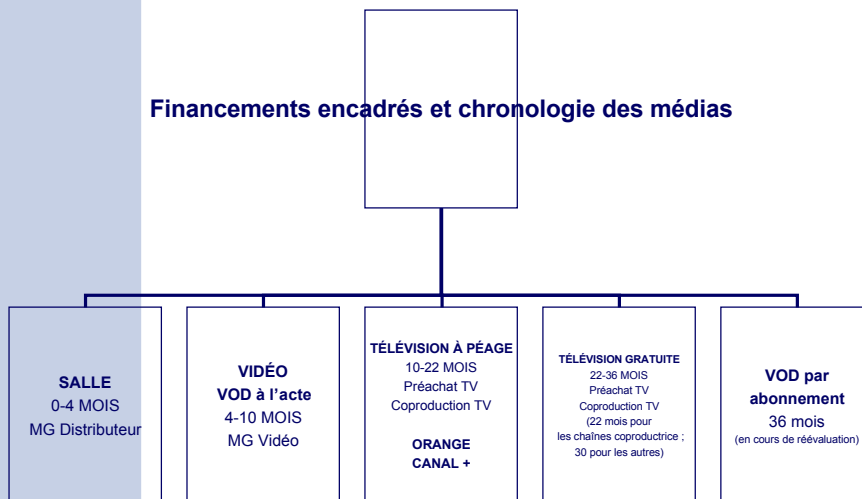 Financements encadrés et chronologie des médias
SALLE
0-4 MOIS
MG Distributeur
VIDÉO
VOD à l'acte
4-10 MOIS
MG Vidéo
TÉLÉVISION À PÉAGE
10-22 MOIS
Préachat TV
Coproduction TV
ORANGE
CANAL +
TÉLÉVISION GRATUITE
22-36 MOIS
Préachat TV
Coproduction TV
(22 mois pour
les chaînes coproductrice ;
30 pour les autres)
VOD par
abonnement
36 mois
(en cours de réévaluation)